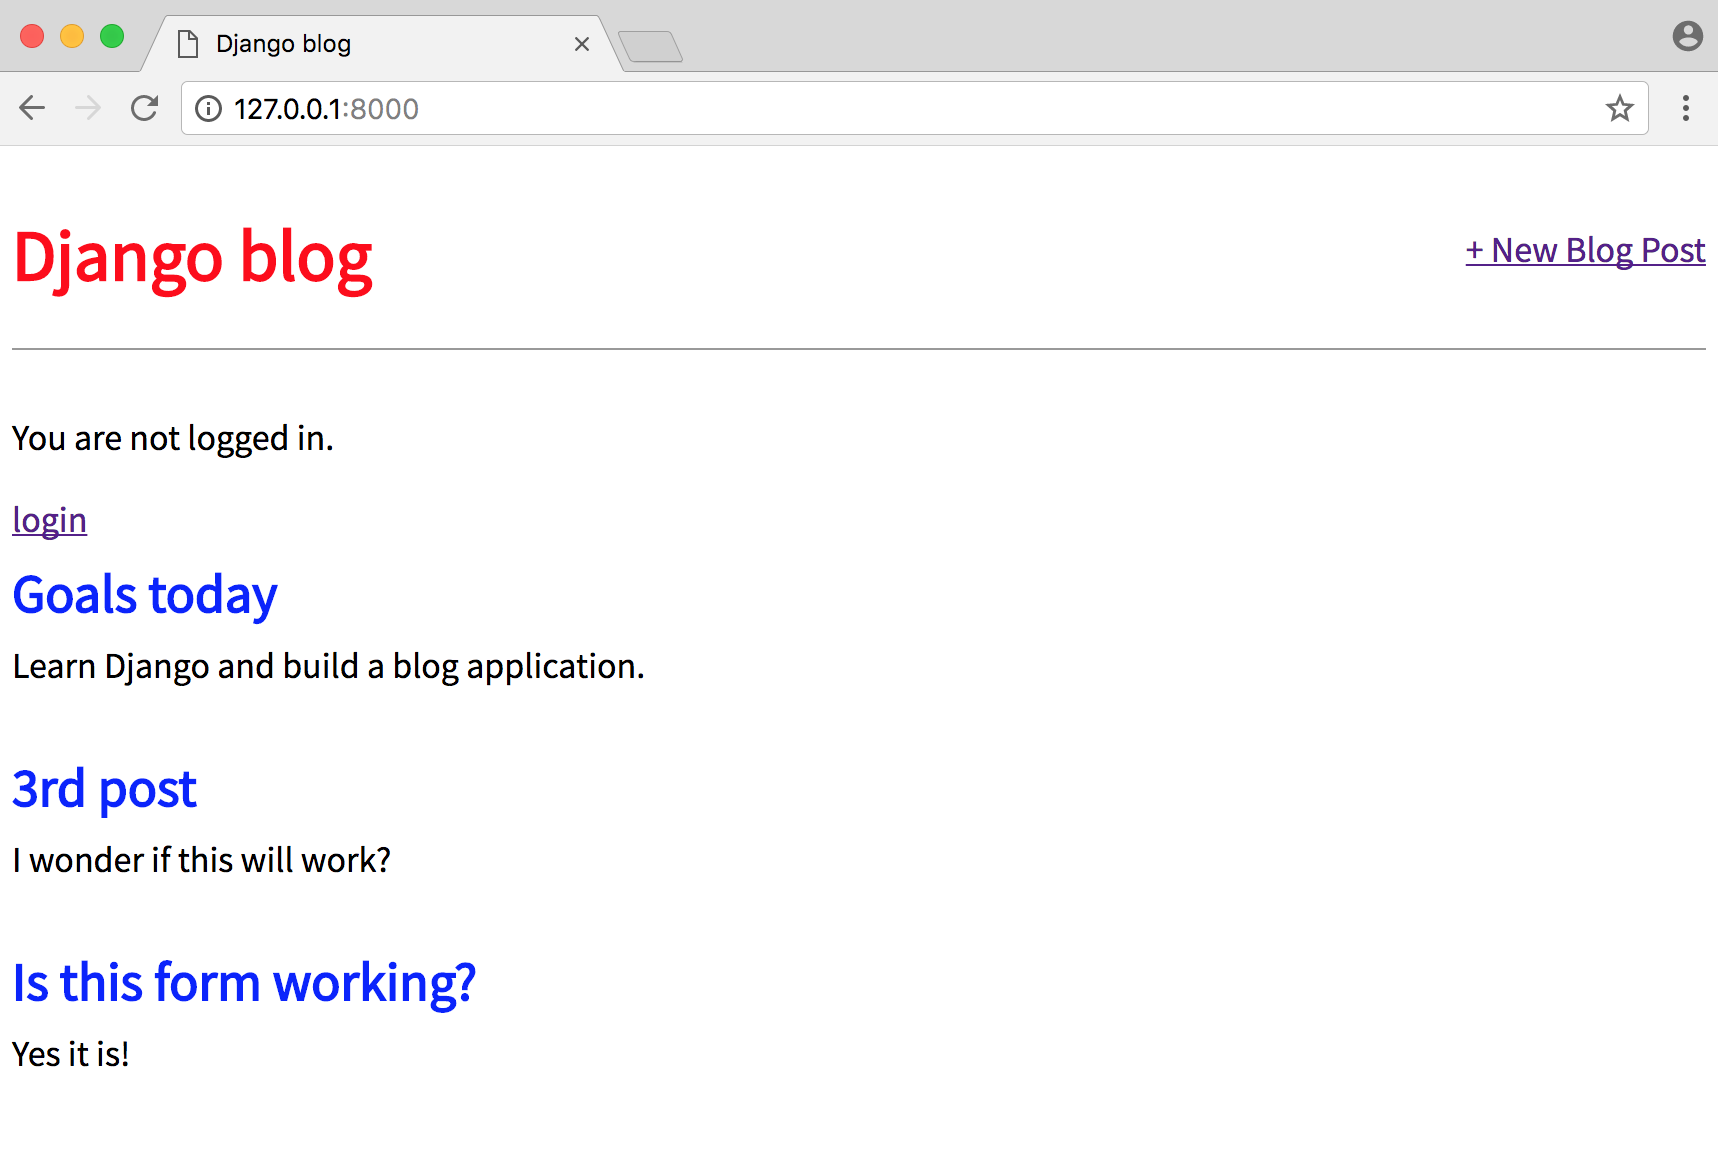 Django blog
127.0.0.1:8000
Django blog
+ New Blog Post
You are not logged in.
login
Goals today
Learn Django and build a blog application.
3rd post
I wonder if this will work?
Is this form working?
Yes it is!